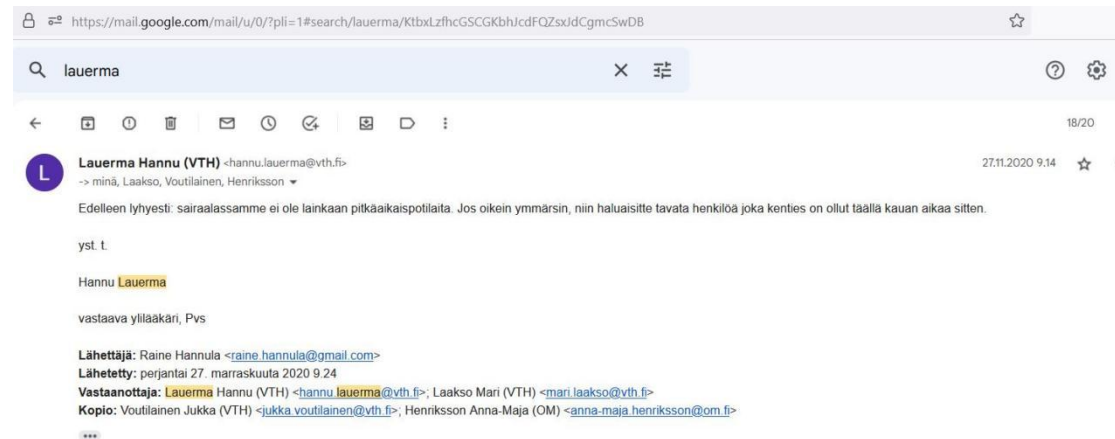 https://mail.google.com/mail/u/0/?pli=1#search/lauerma/KtbxLzfhcGSCGKbhJcdFQZsxJdCgmcSwDB
lauerma
18/20
L
Lauerma Hannu (VTH) <hannu.lauerma@vth.fi> 27.11.2020 9.14
-> minä, Laakso, Voutilainen, Henriksson
Edelleen lyhyesti: sairaalassamme ei ole lainkaan pitkäaikaispotilaita. Jos oikein ymmärsin, niin haluaisitte tavata henkilöä joka kenties on ollut täällä kauan aikaa sitten.
yst. t.
Hannu Lauerma
vastaava ylilääkäri, Pvs
Lähettäjä: Raine Hannula <raine.hannula@gmail.com>
Lähetetty: perjantai 27. marraskuuta 2020 9.24
Vastaanottaja: Lauerma Hannu (VTH) <hannu.lauerma@vth.fi>; Laakso Mari (VTH) <mari.laakso@vth.fi>
Kopio: Voutilainen Jukka (VTH) <jukka.voutilainen@vth.fi>; Henriksson Anna-Maja (OM) <anna-maja.henriksson@om.fi>